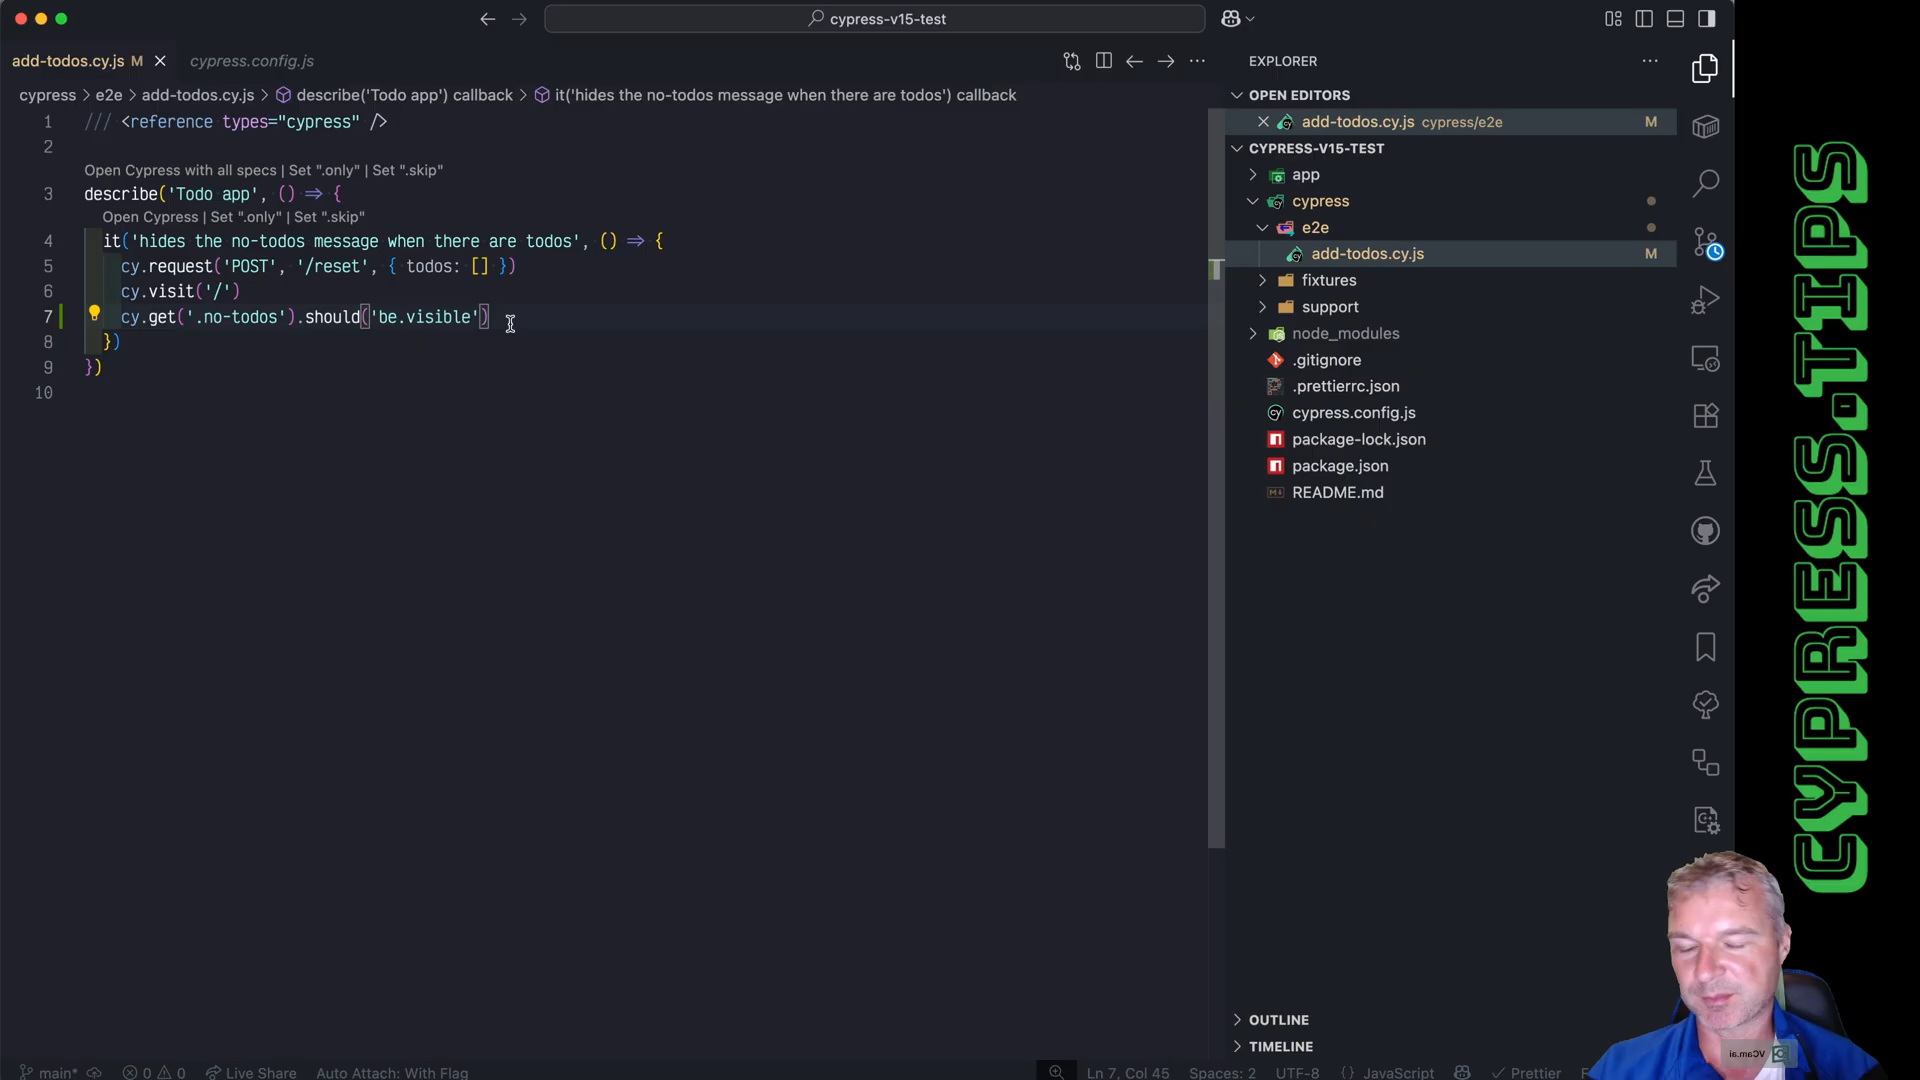 cypress-v15-test
add-todos.cy.js M
cypress.config.js
cypress > e2e > add-todos.cy.js > describe('Todo app') callback > it('hides the no-todos message when there are todos') callback
1 /// <reference types="cypress" />
2
Open Cypress with all specs | Set ".only" | Set ".skip"
3 describe('Todo app', () => {
Open Cypress | Set ".only" | Set ".skip"
4 it('hides the no-todos message when there are todos', () => {
5 cy.request('POST', '/reset', { todos: [] })
6 cy.visit('/')
7 cy.get('.no-todos').should('be.visible')
8 })
9 })
10
EXPLORER
OPEN EDITORS
add-todos.cy.js cypress/e2e M
CYPRESS-V15-TEST
app
cypress
e2e
add-todos.cy.js M
fixtures
support
node_modules
.gitignore
.prettierrc.json
cypress.config.js
package-lock.json
package.json
README.md
OUTLINE
TIMELINE
main* 0 0 Live Share Auto Attach: With Flag
Ln 7, Col 45 Spaces: 2 UTF-8 {} JavaScript Prettier
CYPRESS.TIPS
VCam.ai